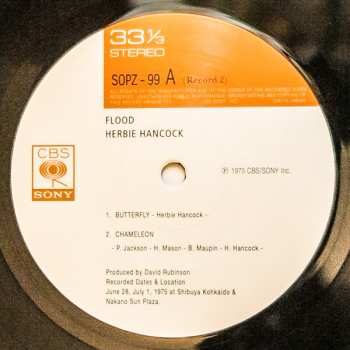 33 1/3
STEREO
SOPZ - 99 A (Record 2)
FLOOD
HERBIE HANCOCK
CBS
SONY
℗ 1975 CBS/SONY Inc.
1. BUTTERFLY - Herbie Hancock -
2. CHAMELEON
- P. Jackson - H. Mason - B. Maupin - H. Hancock -
Produced by David Rubinson
Recorded Dates & Location
June 28, July 1, 1975 at Shibuya Kohkaido &
Nakano Sun Plaza.